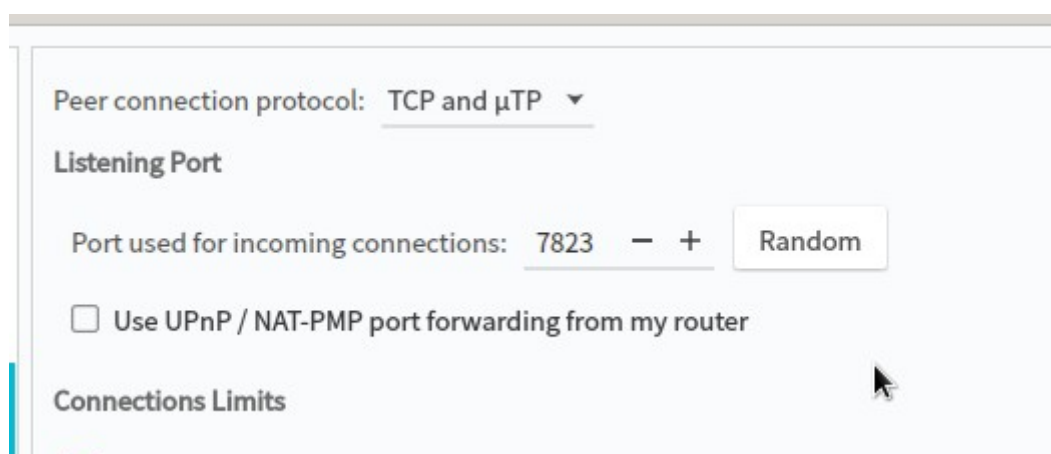 Peer connection protocol: TCP and µTP
Listening Port
Port used for incoming connections: 7823 − + Random
Use UPnP / NAT-PMP port forwarding from my router
Connections Limits